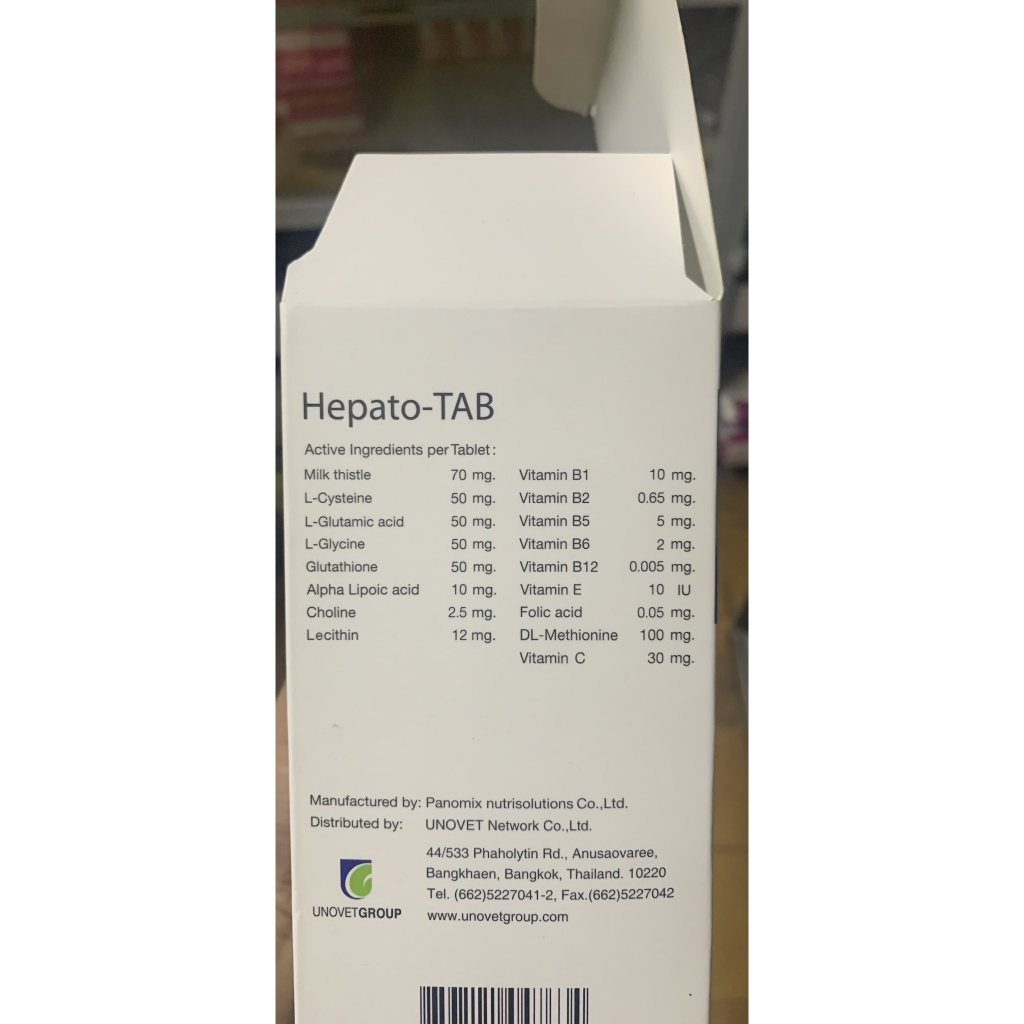 Hepato-TAB
Active Ingredients per Tablet:
Milk thistle 70 mg. Vitamin B1 10 mg.
L-Cysteine 50 mg. Vitamin B2 0.65 mg.
L-Glutamic acid 50 mg. Vitamin B5 5 mg.
L-Glycine 50 mg. Vitamin B6 2 mg.
Glutathione 50 mg. Vitamin B12 0.005 mg.
Alpha Lipoic acid 10 mg. Vitamin E 10 IU
Choline 2.5 mg. Folic acid 0.05 mg.
Lecithin 12 mg. DL-Methionine 100 mg.
Vitamin C 30 mg.
Manufactured by: Panomix nutrisolutions Co.,Ltd.
Distributed by: UNOVET Network Co.,Ltd.
44/533 Phaholytin Rd., Anusaovaree,
Bangkhaen, Bangkok, Thailand. 10220
Tel. (662)5227041-2, Fax.(662)5227042
www.unovetgroup.com
UNOVETGROUP